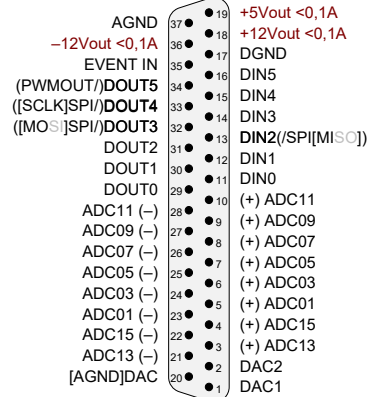 AGND 37
–12Vout <0,1A 36
EVENT IN 35
(PWMOUT/)DOUT5 34
([SCLK]SPI/)DOUT4 33
([MOSI]SPI/)DOUT3 32
DOUT2 31
DOUT1 30
DOUT0 29
ADC11 (–) 28
ADC09 (–) 27
ADC07 (–) 26
ADC05 (–) 25
ADC03 (–) 24
ADC01 (–) 23
ADC15 (–) 22
ADC13 (–) 21
[AGND]DAC 20
19 +5Vout <0,1A
18 +12Vout <0,1A
17 DGND
16 DIN5
15 DIN4
14 DIN3
13 DIN2(/SPI[MISO])
12 DIN1
11 DIN0
10 (+) ADC11
9 (+) ADC09
8 (+) ADC07
7 (+) ADC05
6 (+) ADC03
5 (+) ADC01
4 (+) ADC15
3 (+) ADC13
2 DAC2
1 DAC1